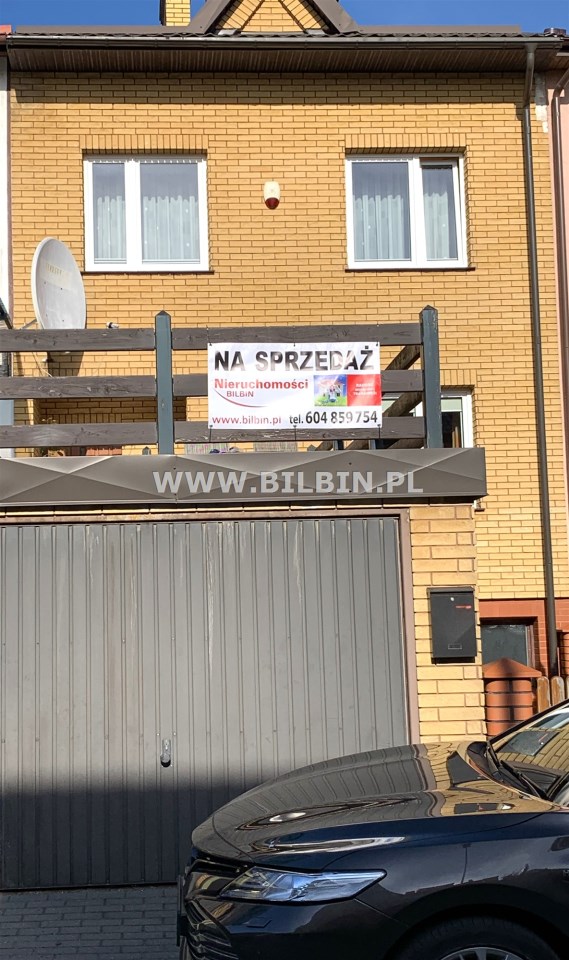 NA SPRZEDAŻ
Nieruchomości
BILBIN
www.bilbin.pl tel. 604 859 754
WWW.BILBIN.PL